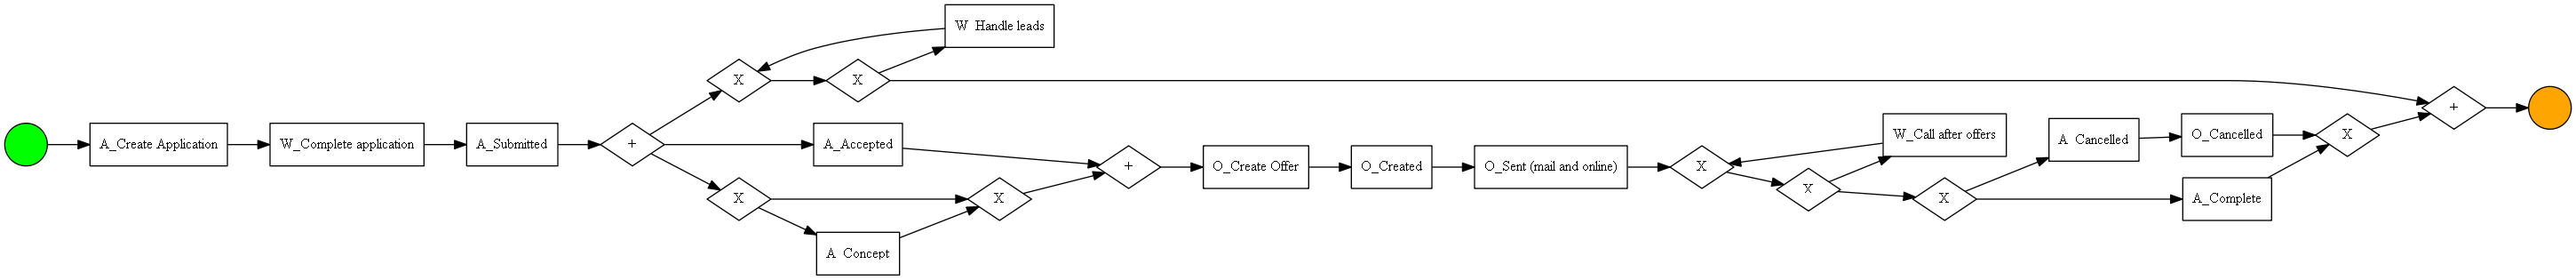 W_Handle leads
X
X
+
A_Create Application
W_Complete application
A_Submitted
+
A_Accepted
W_Call after offers
A_Cancelled
O_Cancelled
X
+
O_Create Offer
O_Created
O_Sent (mail and online)
X
X
X
X
X
X
A_Complete
A_Concept